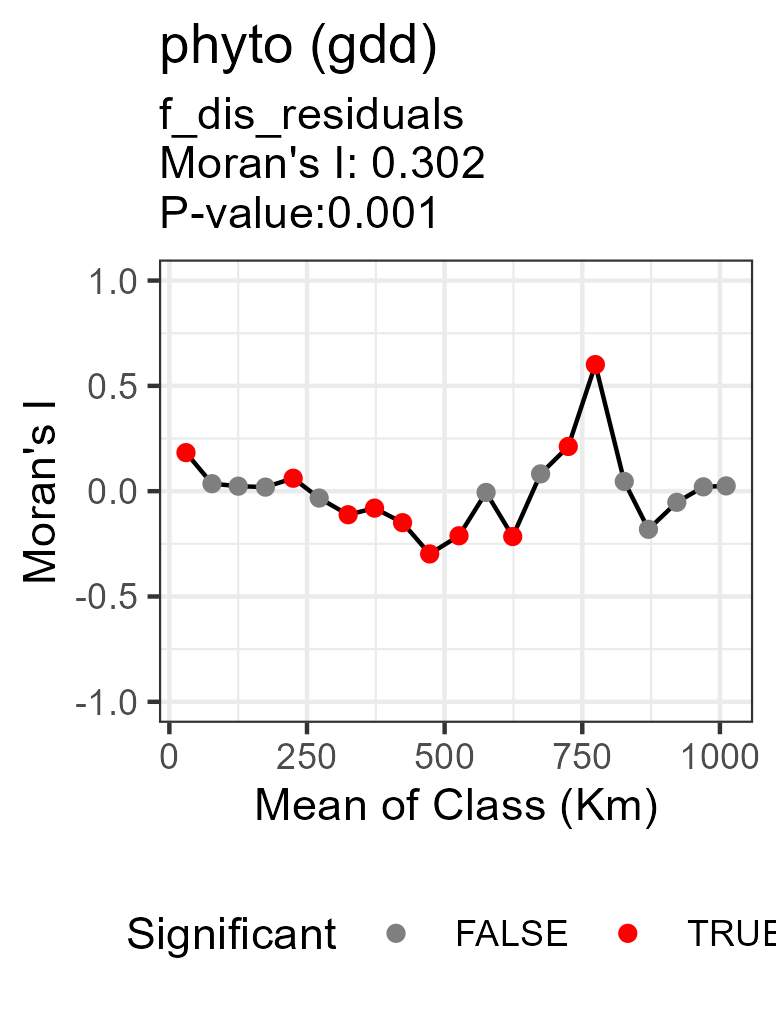 phyto (gdd)
f_dis_residuals
Moran's I: 0.302
P-value:0.001
1.0
0.5
0.0
-0.5
-1.0
Moran's I
0 250 500 750 1000
Mean of Class (Km)
Significant FALSE TRUE